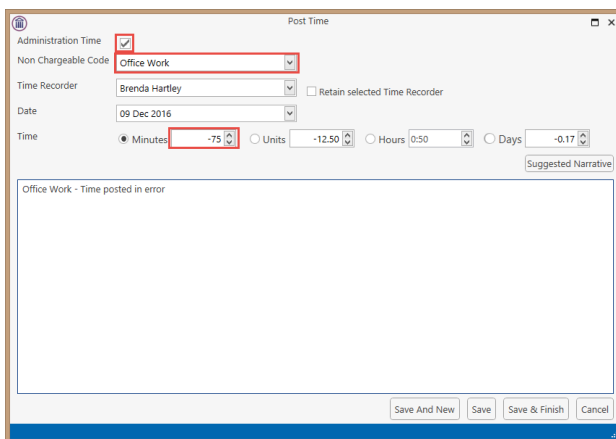 Post Time
Administration Time
Non Chargeable Code Office Work
Time Recorder Brenda Hartley Retain selected Time Recorder
Date 09 Dec 2016
Time Minutes -75 Units -12.50 Hours 0:50 Days -0.17
Suggested Narrative
Office Work - Time posted in error
Save And New Save Save & Finish Cancel